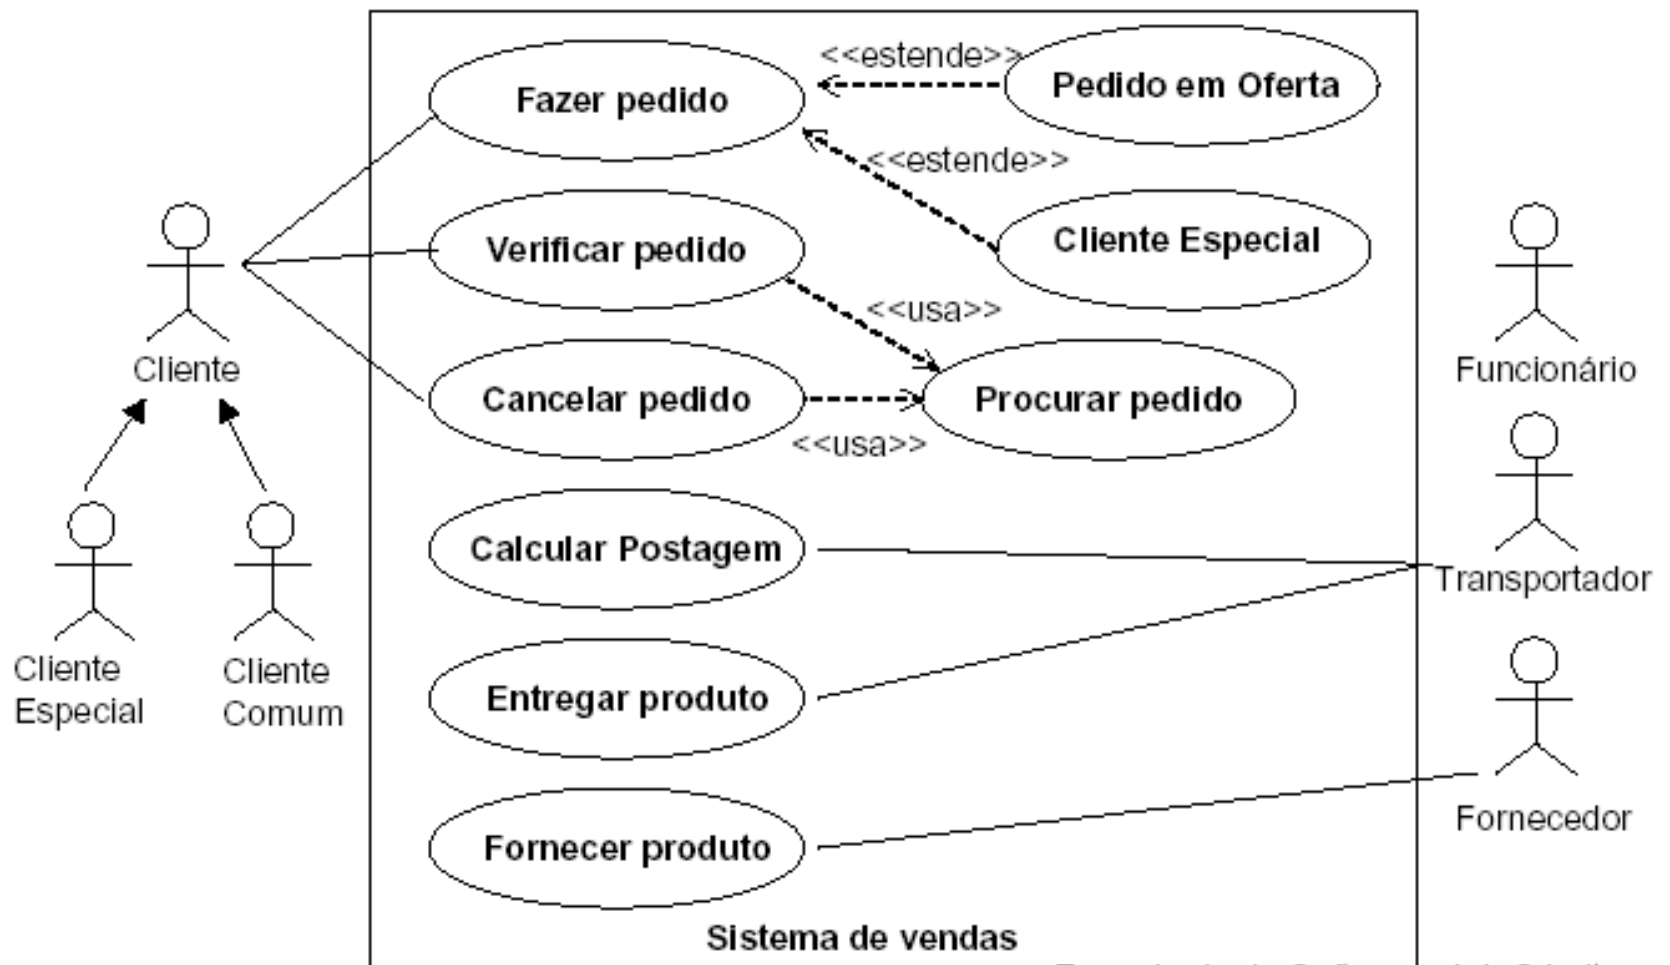 <<estende>>
Fazer pedido
Pedido em Oferta
<<estende>>
Verificar pedido
Cliente Especial
<<usa>>
Cliente
Funcionário
Cancelar pedido
Procurar pedido
<<usa>>
Calcular Postagem
Transportador
Cliente
Especial
Cliente
Comum
Entregar produto
Fornecedor
Fornecer produto
Sistema de vendas